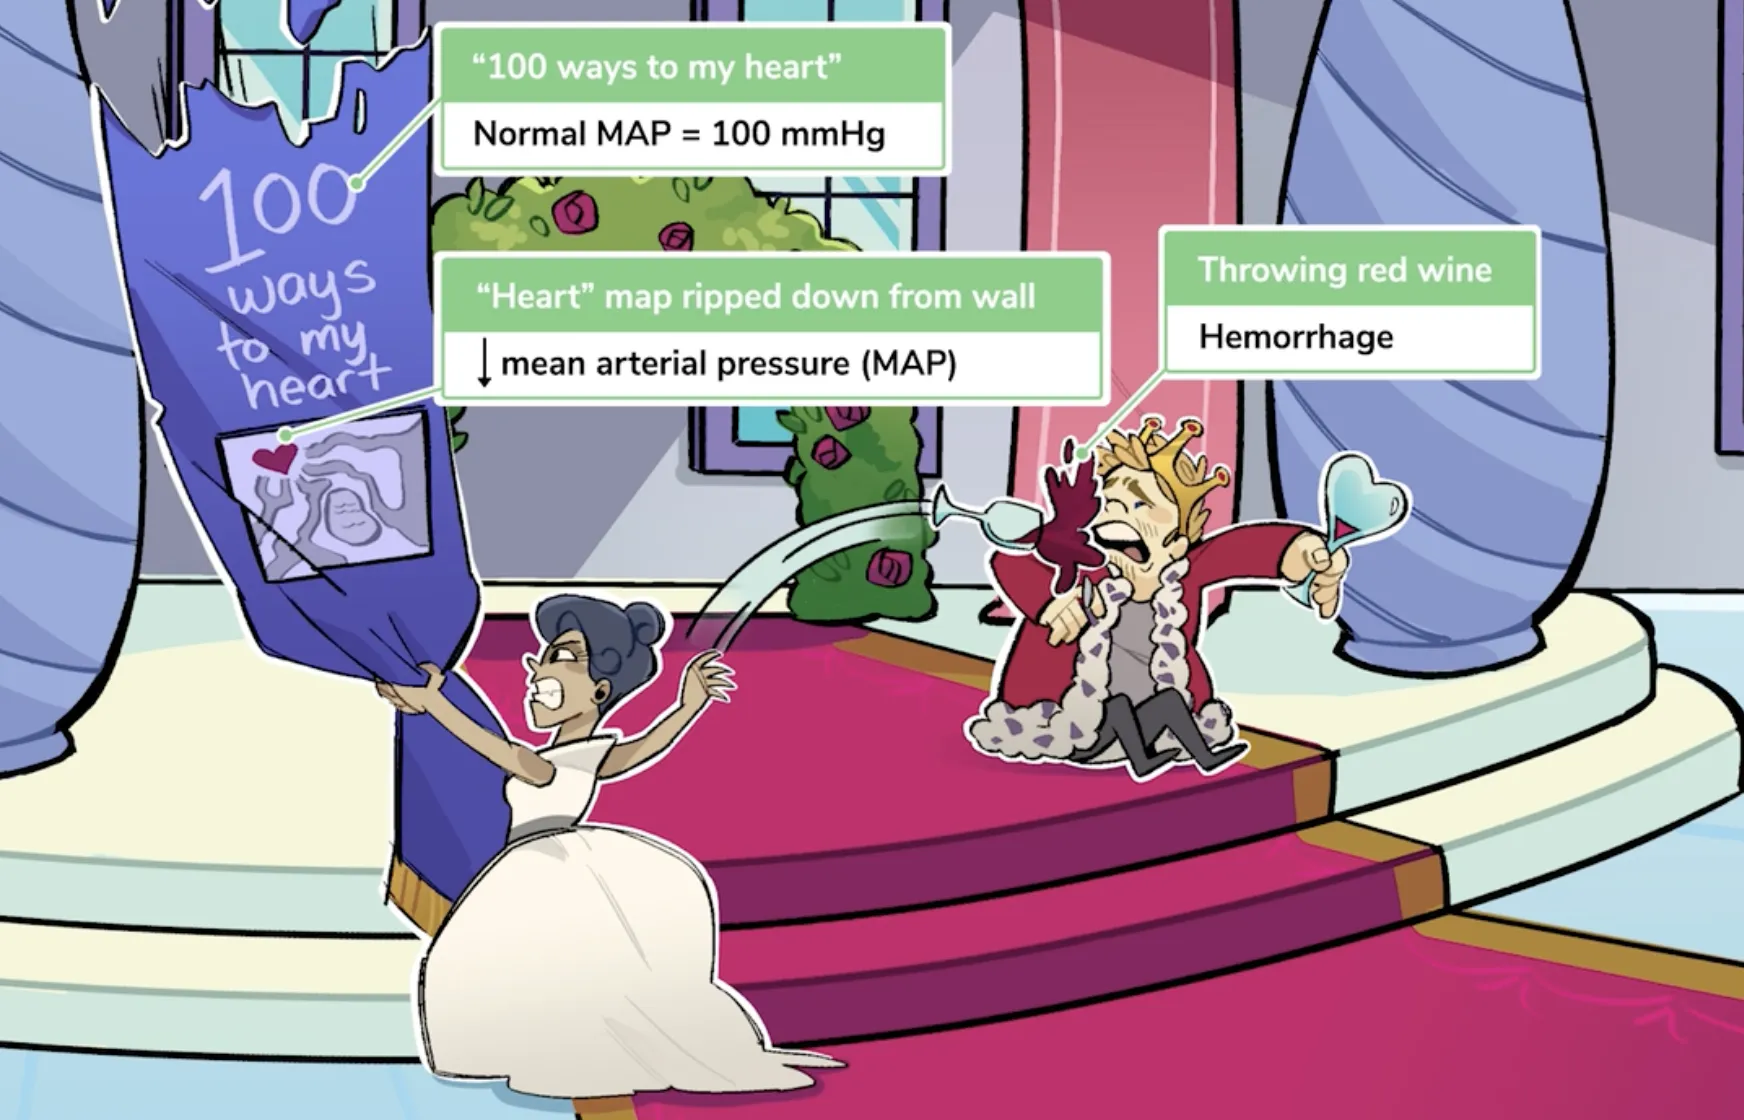 “100 ways to my heart”
Normal MAP = 100 mmHg
100
ways
to my
heart
“Heart” map ripped down from wall
↓ mean arterial pressure (MAP)
Throwing red wine
Hemorrhage